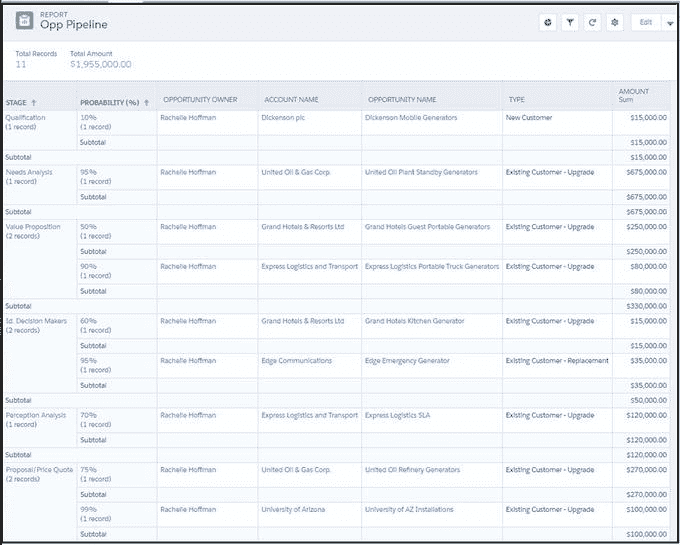 REPORT
Opp Pipeline
Edit
Total Records Total Amount
11 $1,955,000.00
STAGE ↑ PROBABILITY (%) ↑ OPPORTUNITY OWNER ACCOUNT NAME OPPORTUNITY NAME TYPE AMOUNT
Sum
Qualification 10% Rachelle Hoffman Dickenson plc Dickenson Mobile Generators New Customer $15,000.00
(1 record) (1 record)
Subtotal $15,000.00
Subtotal $15,000.00
Needs Analysis 95% Rachelle Hoffman United Oil & Gas Corp. United Oil Plant Standby Generators Existing Customer - Upgrade $675,000.00
(1 record) (1 record)
Subtotal $675,000.00
Subtotal $675,000.00
Value Proposition 50% Rachelle Hoffman Grand Hotels & Resorts Ltd Grand Hotels Guest Portable Generators Existing Customer - Upgrade $250,000.00
(2 records) (1 record)
Subtotal $250,000.00
90% Rachelle Hoffman Express Logistics and Transport Express Logistics Portable Truck Generators Existing Customer - Upgrade $80,000.00
(1 record)
Subtotal $80,000.00
Subtotal $330,000.00
Id. Decision Makers 60% Rachelle Hoffman Grand Hotels & Resorts Ltd Grand Hotels Kitchen Generator Existing Customer - Upgrade $15,000.00
(2 records) (1 record)
Subtotal $15,000.00
95% Rachelle Hoffman Edge Communications Edge Emergency Generator Existing Customer - Replacement $35,000.00
(1 record)
Subtotal $35,000.00
Subtotal $50,000.00
Perception Analysis 70% Rachelle Hoffman Express Logistics and Transport Express Logistics SLA Existing Customer - Upgrade $120,000.00
(1 record) (1 record)
Subtotal $120,000.00
Subtotal $120,000.00
Proposal/Price Quote 75% Rachelle Hoffman United Oil & Gas Corp. United Oil Refinery Generators Existing Customer - Upgrade $270,000.00
(2 records) (1 record)
Subtotal $270,000.00
99% Rachelle Hoffman University of Arizona University of AZ Installations Existing Customer - Upgrade $100,000.00
(1 record)
Subtotal $100,000.00